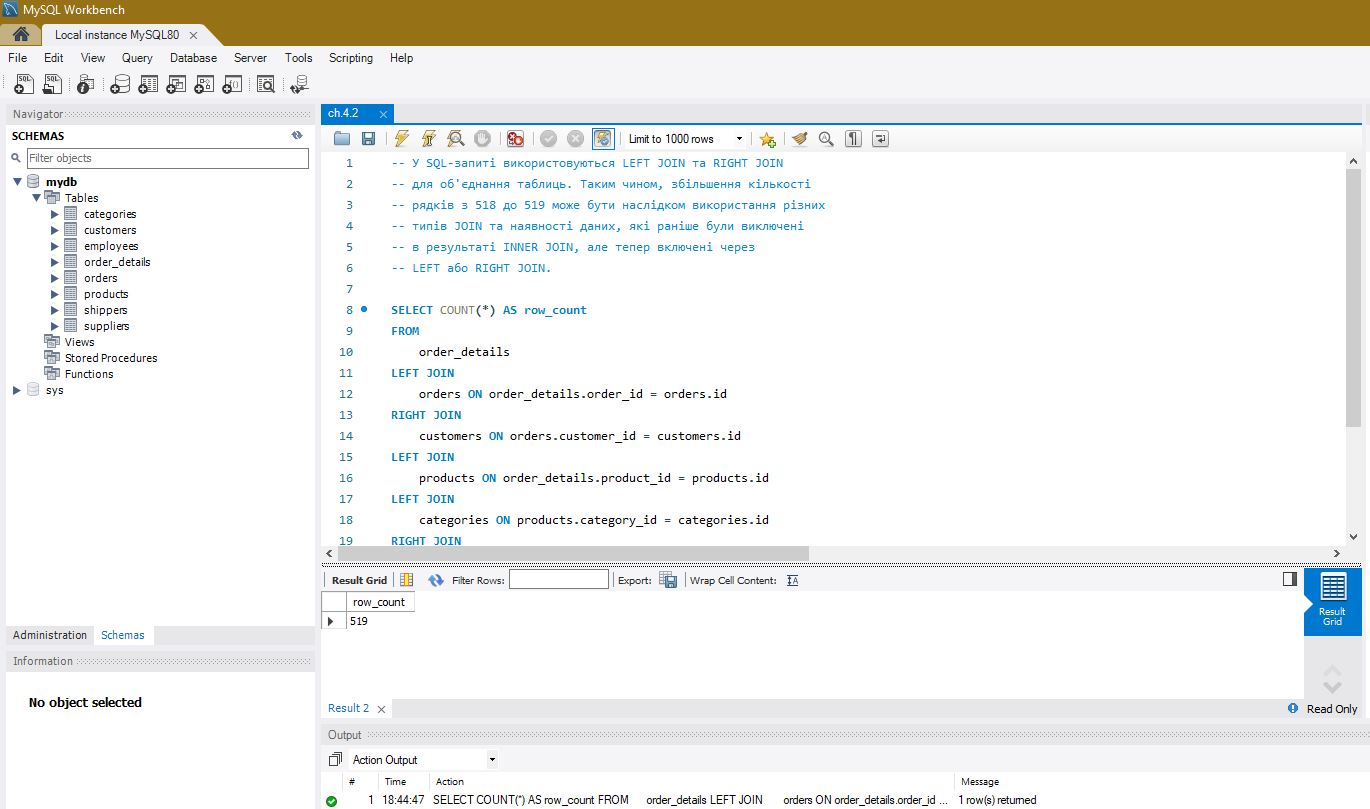 MySQL Workbench
Local instance MySQL80
File Edit View Query Database Server Tools Scripting Help
Navigator
SCHEMAS
Filter objects
mydb
Tables
categories
customers
employees
order_details
orders
products
shippers
suppliers
Views
Stored Procedures
Functions
sys
Administration Schemas
Information
No object selected
ch.4.2
Limit to 1000 rows
1 -- У SQL-запиті використовуються LEFT JOIN та RIGHT JOIN
2 -- для об'єднання таблиць. Таким чином, збільшення кількості
3 -- рядків з 518 до 519 може бути наслідком використання різних
4 -- типів JOIN та наявності даних, які раніше були виключені
5 -- в результаті INNER JOIN, але тепер включені через
6 -- LEFT або RIGHT JOIN.
7
8 SELECT COUNT(*) AS row_count
9 FROM
10 order_details
11 LEFT JOIN
12 orders ON order_details.order_id = orders.id
13 RIGHT JOIN
14 customers ON orders.customer_id = customers.id
15 LEFT JOIN
16 products ON order_details.product_id = products.id
17 LEFT JOIN
18 categories ON products.category_id = categories.id
19 RIGHT JOIN
Result Grid Filter Rows: Export: Wrap Cell Content:
row_count
519
Result Grid
Result 2
Read Only
Output
Action Output
# Time Action Message
1 18:44:47 SELECT COUNT(*) AS row_count FROM order_details LEFT JOIN orders ON order_details.order_id ... 1 row(s) returned